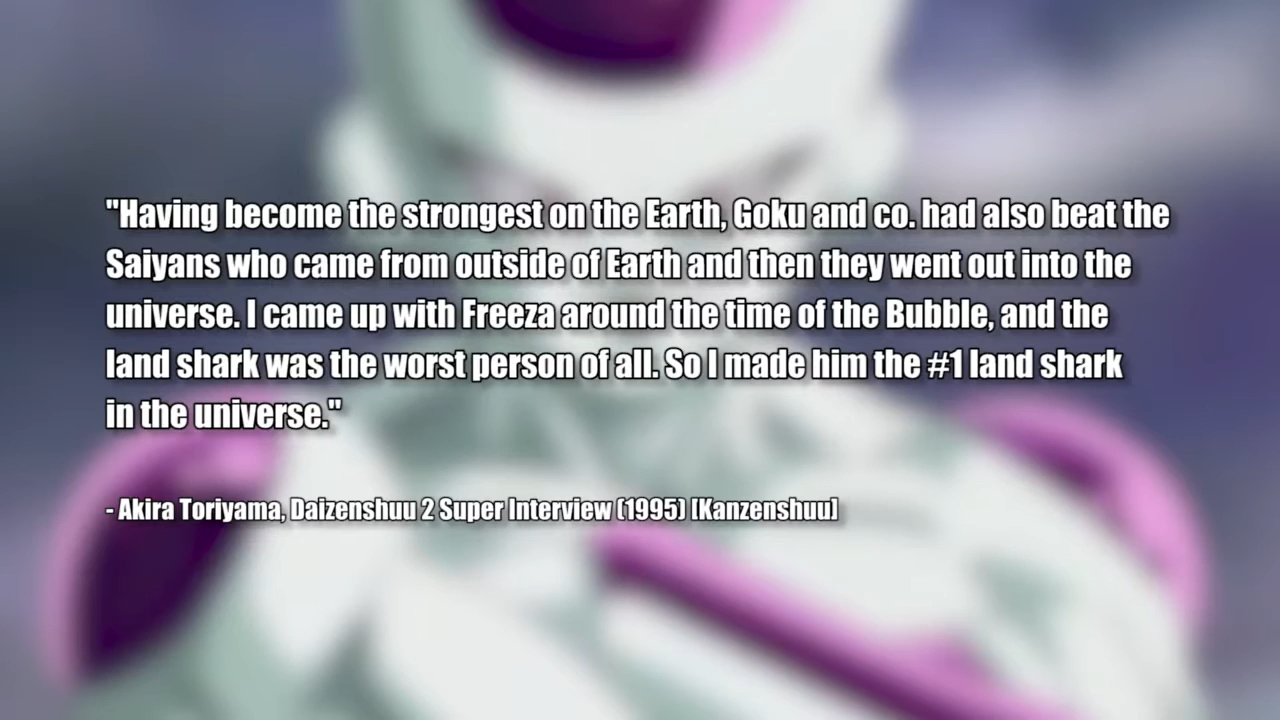 "Having become the strongest on the Earth, Goku and co. had also beat the
Saiyans who came from outside of Earth and then they went out into the
universe. I came up with Freeza around the time of the Bubble, and the
land shark was the worst person of all. So I made him the #1 land shark
in the universe."
- Akira Toriyama, Daizenshuu 2 Super Interview (1995) [Kanzenshuu]